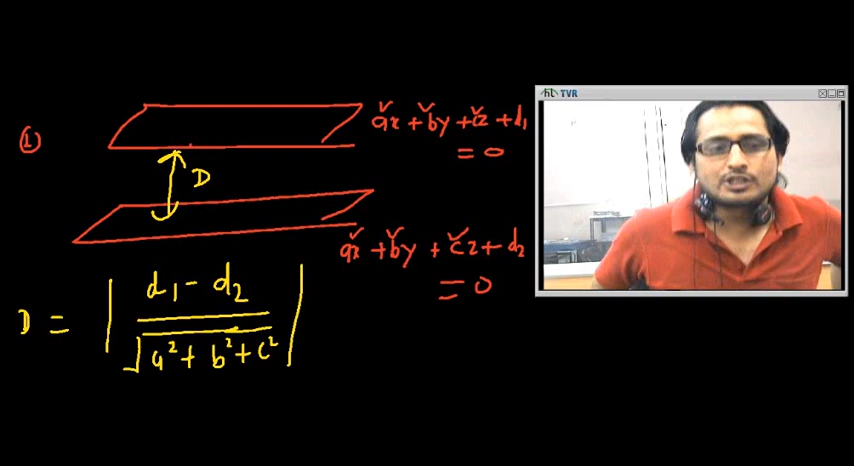 ①
ax + by + cz + d₁
= 0
D
ax + by + cz + d₂
= 0
D = | d₁ - d₂ / √a² + b² + c² |
TVR